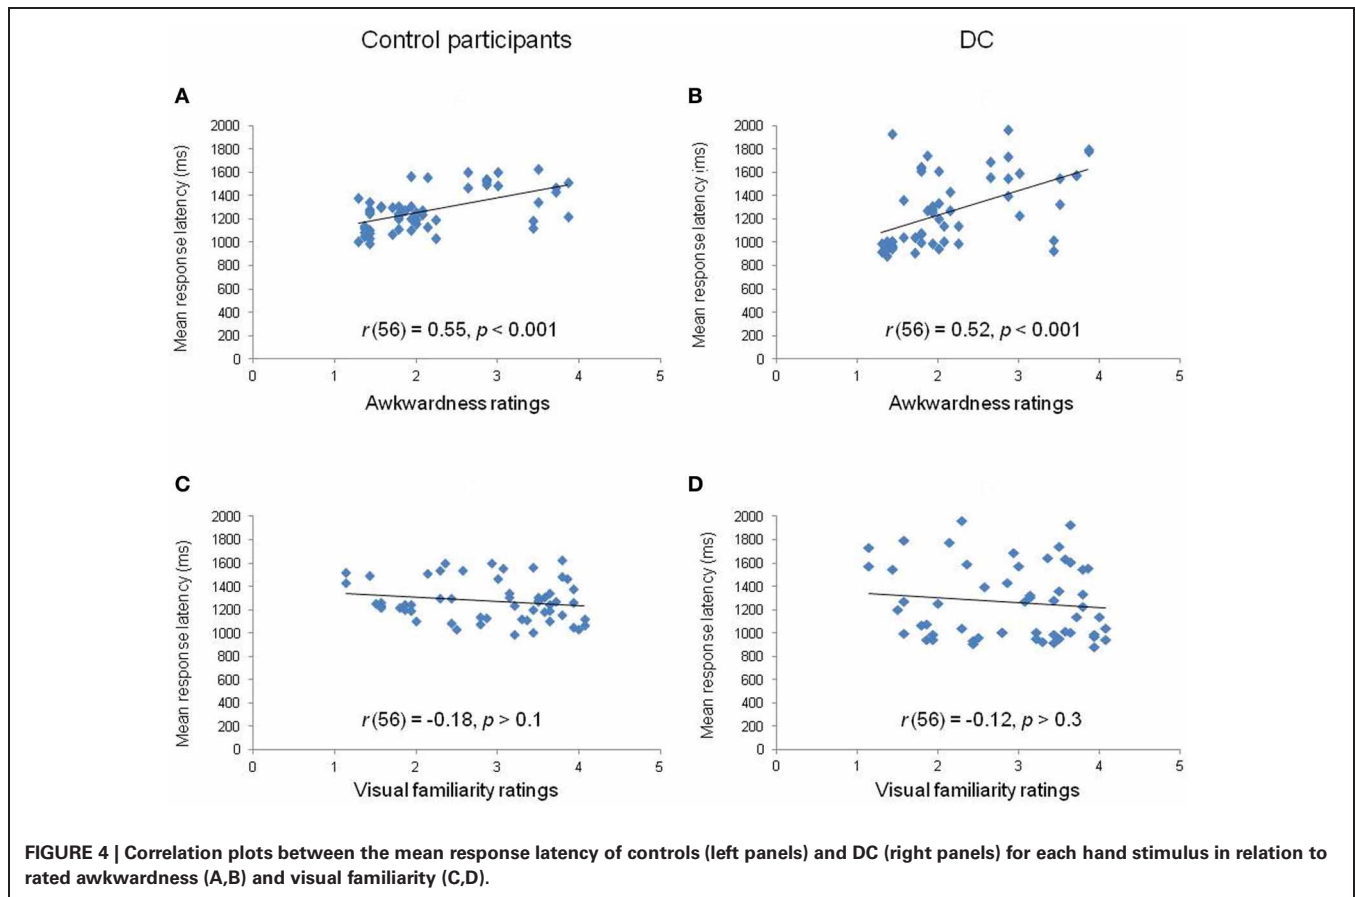 Control participants
DC
A
B
Mean response latency (ms)
2000
1800
1600
1400
1200
1000
800
600
400
200
0
0 1 2 3 4 5
r(56) = 0.55, p < 0.001
Awkwardness ratings
Mean response latency (ms)
2000
1800
1600
1400
1200
1000
800
600
400
200
0
0 1 2 3 4 5
r(56) = 0.52, p < 0.001
Awkwardness ratings
C
D
Mean response latency (ms)
2000
1800
1600
1400
1200
1000
800
600
400
200
0
0 1 2 3 4 5
r(56) = -0.18, p > 0.1
Visual familiarity ratings
Mean response latency (ms)
2000
1800
1600
1400
1200
1000
800
600
400
200
0
0 1 2 3 4 5
r(56) = -0.12, p > 0.3
Visual familiarity ratings
FIGURE 4 | Correlation plots between the mean response latency of controls (left panels) and DC (right panels) for each hand stimulus in relation to
rated awkwardness (A,B) and visual familiarity (C,D).